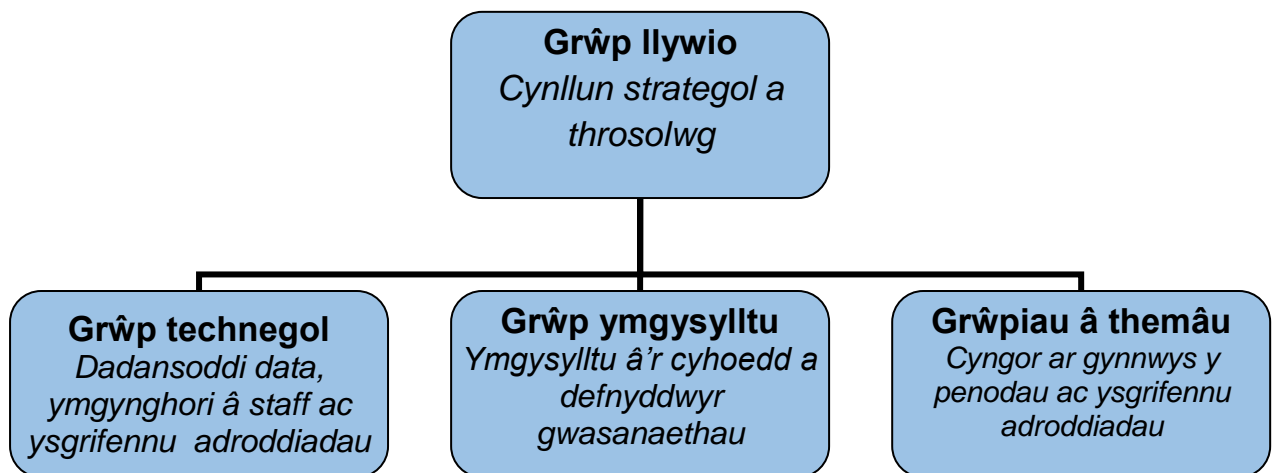 Grŵp llywio
Cynllun strategol a
throsolwg
Grŵp technegol
Dadansoddi data,
ymgynghori â staff ac
ysgrifennu adroddiadau
Grŵp ymgysylltu
Ymgysylltu â’r cyhoedd a
defnyddwyr
gwasanaethau
Grŵpiau â themâu
Cyngor ar gynnwys y
penodau ac ysgrifennu
adroddiadau